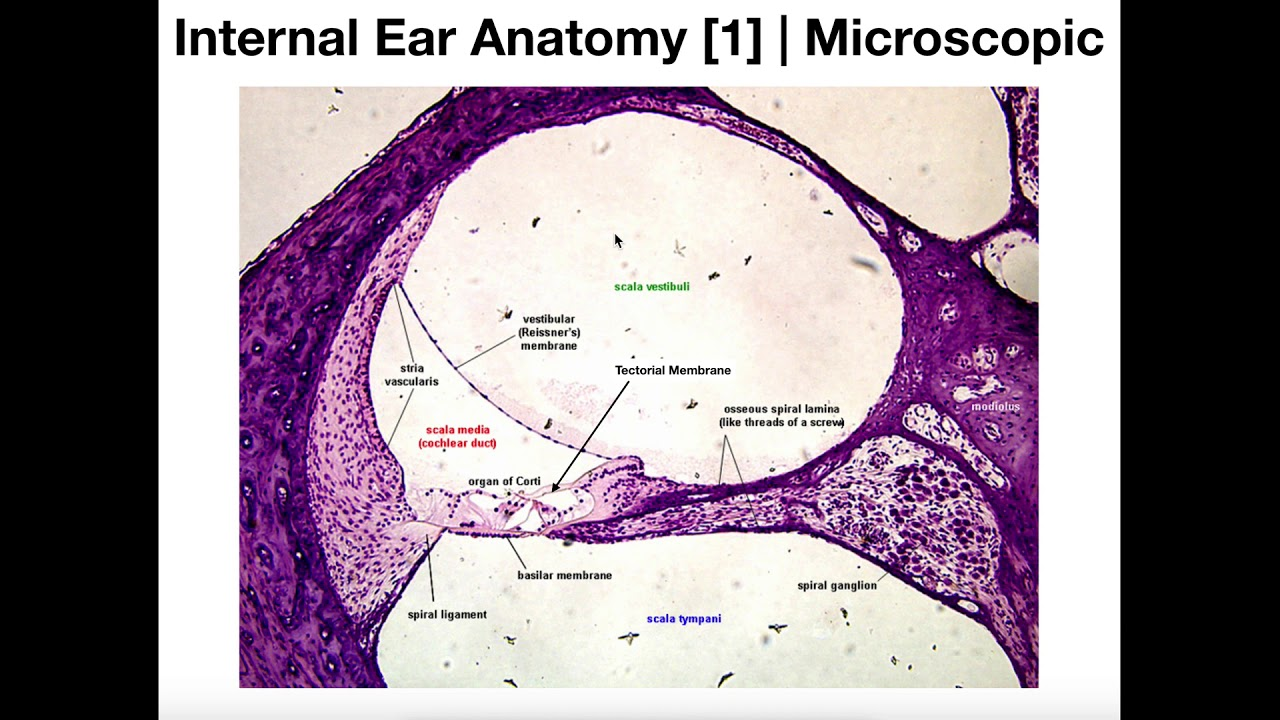 Internal Ear Anatomy [1] | Microscopic
scala vestibuli
vestibular
(Reissner's)
membrane
stria
vascularis
Tectorial Membrane
osseous spiral lamina
(like threads of a screw)
modiolus
scala media
(cochlear duct)
organ of Corti
basilar membrane
spiral ganglion
spiral ligament
scala tympani